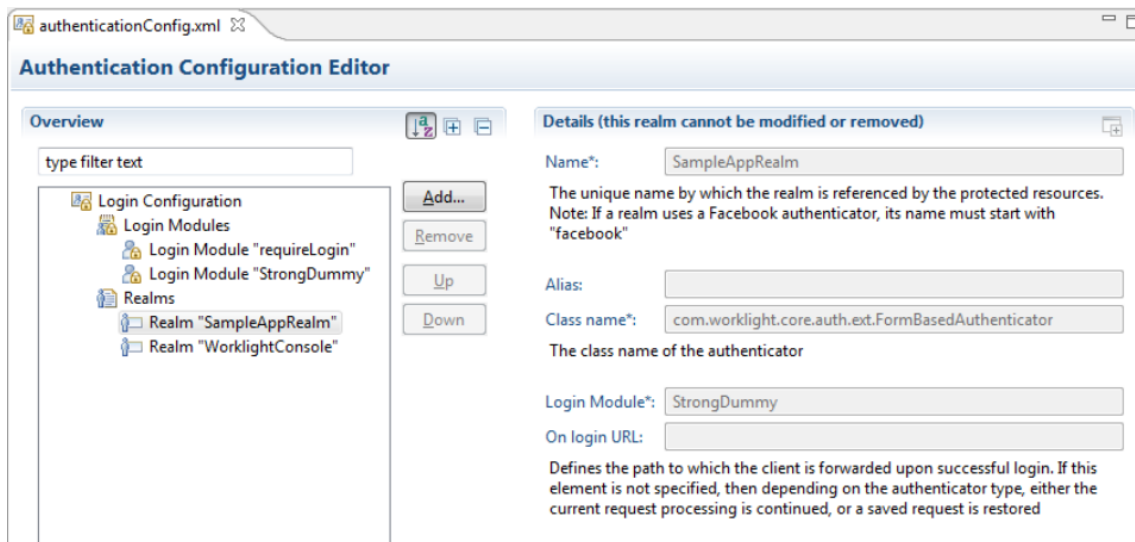 authenticationConfig.xml
Authentication Configuration Editor
Overview
type filter text
Login Configuration
Login Modules
Login Module "requireLogin"
Login Module "StrongDummy"
Realms
Realm "SampleAppRealm"
Realm "WorklightConsole"
Add...
Remove
Up
Down
Details (this realm cannot be modified or removed)
Name*: SampleAppRealm
The unique name by which the realm is referenced by the protected resources.
Note: If a realm uses a Facebook authenticator, its name must start with
"facebook"
Alias:
Class name*: com.worklight.core.auth.ext.FormBasedAuthenticator
The class name of the authenticator
Login Module*: StrongDummy
On login URL:
Defines the path to which the client is forwarded upon successful login. If this
element is not specified, then depending on the authenticator type, either the
current request processing is continued, or a saved request is restored